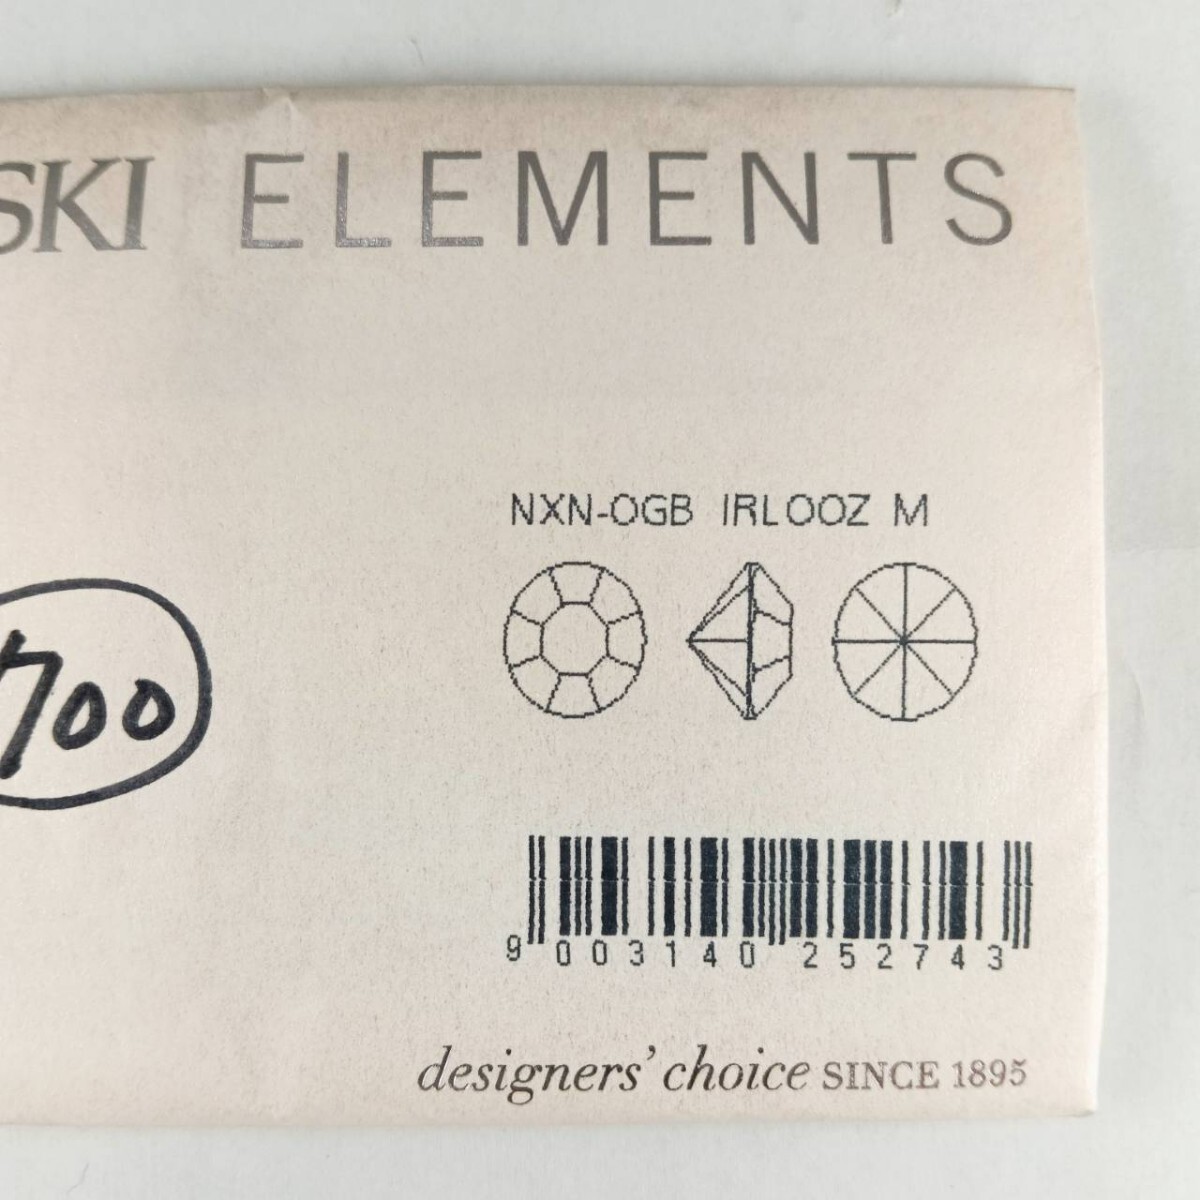 SKI ELEMENTS
NXN-OGB IRLOOZ M
700
9 003140 252743
designers' choice SINCE 1895